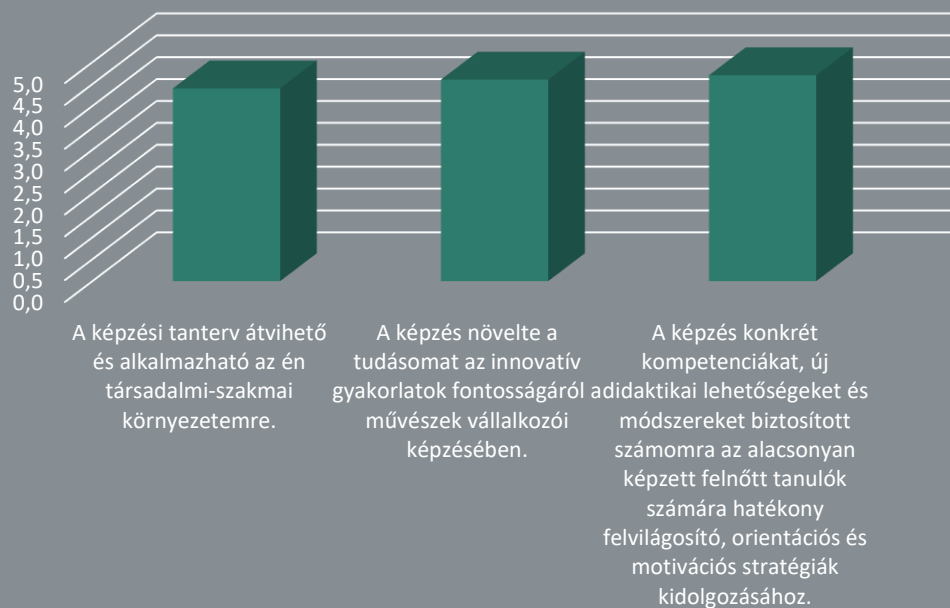 5,0
4,5
4,0
3,5
3,0
2,5
2,0
1,5
1,0
0,5
0,0
A képzési tanterv átvihető
és alkalmazható az én
társadalmi-szakmai
környezetemre.
A képzés növelte a
tudásomat az innovatív
gyakorlatok fontosságáról
művészek vállalkozói
képzésében.
A képzés konkrét
kompetenciákat, új
adidaktikai lehetőségeket és
módszereket biztosított
számomra az alacsonyan
képzett felnőtt tanulók
számára hatékony
felvilágosító, orientációs és
motivációs stratégiák
kidolgozásához.